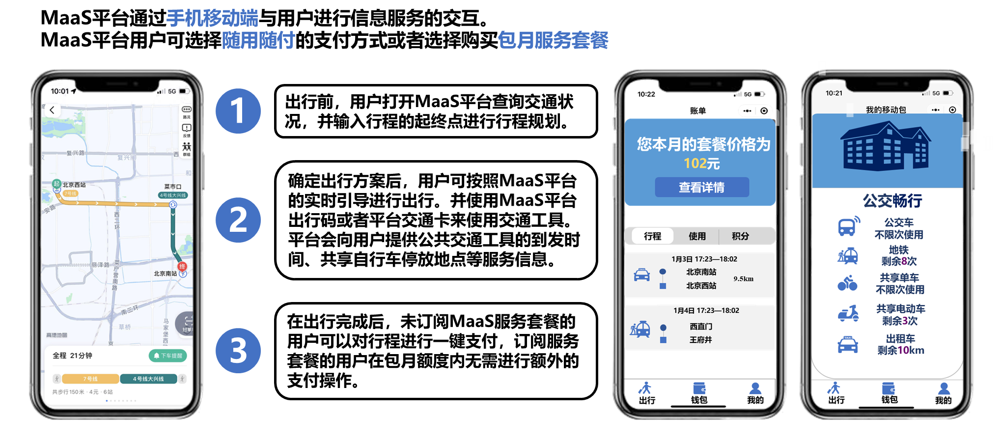 MaaS平台通过手机移动端与用户进行信息服务的交互。
MaaS平台用户可选择随用随付的支付方式或者选择购买包月服务套餐
10:01
5G
路况
反馈
群组
复兴路
复兴门
西
和
起
北京西站
7号线
菜市口
4号线大兴线
安路
西二环
丽泽路
菜户营南路
终
北京南站
南三环
草桥
马家堡西路
京
扫单车
高德地图
全程 21分钟
下车提醒
7号线
4号线大兴线
共步行150米 · 4元 · 6站
1
出行前，用户打开MaaS平台查询交通状
况，并输入行程的起终点进行行程规划。
2
确定出行方案后，用户可按照MaaS平台
的实时引导进行出行。并使用MaaS平台
出行码或者平台交通卡来使用交通工具。
平台会向用户提供公共交通工具的到发时
间、共享自行车停放地点等服务信息。
3
在出行完成后，未订阅MaaS服务套餐的
用户可以对行程进行一键支付，订阅服务
套餐的用户在包月额度内无需进行额外的
支付操作。
10:22
5G
账单
您本月的套餐价格为
102元
查看详情
行程 使用 积分
1月3日 17:23—18:02
TAXI
北京南站
9.5km
北京西站
1月4日 17:23—18:02
西直门
王府井
出行 钱包 我的
10:21
5G
我的移动包
公交畅行
公交车
不限次使用
地铁
剩余8次
共享单车
不限次使用
共享电动车
剩余3次
TAXI
出租车
剩余10km
出行 钱包 我的